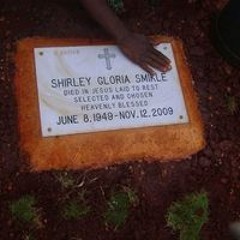 SHIRLEY GLORIA SMIKLE
DIED IN JESUS LAID TO REST
SELECTED AND CHOSEN
HEAVENLY BLESSED
JUNE 8.1949-NOV.12.2009